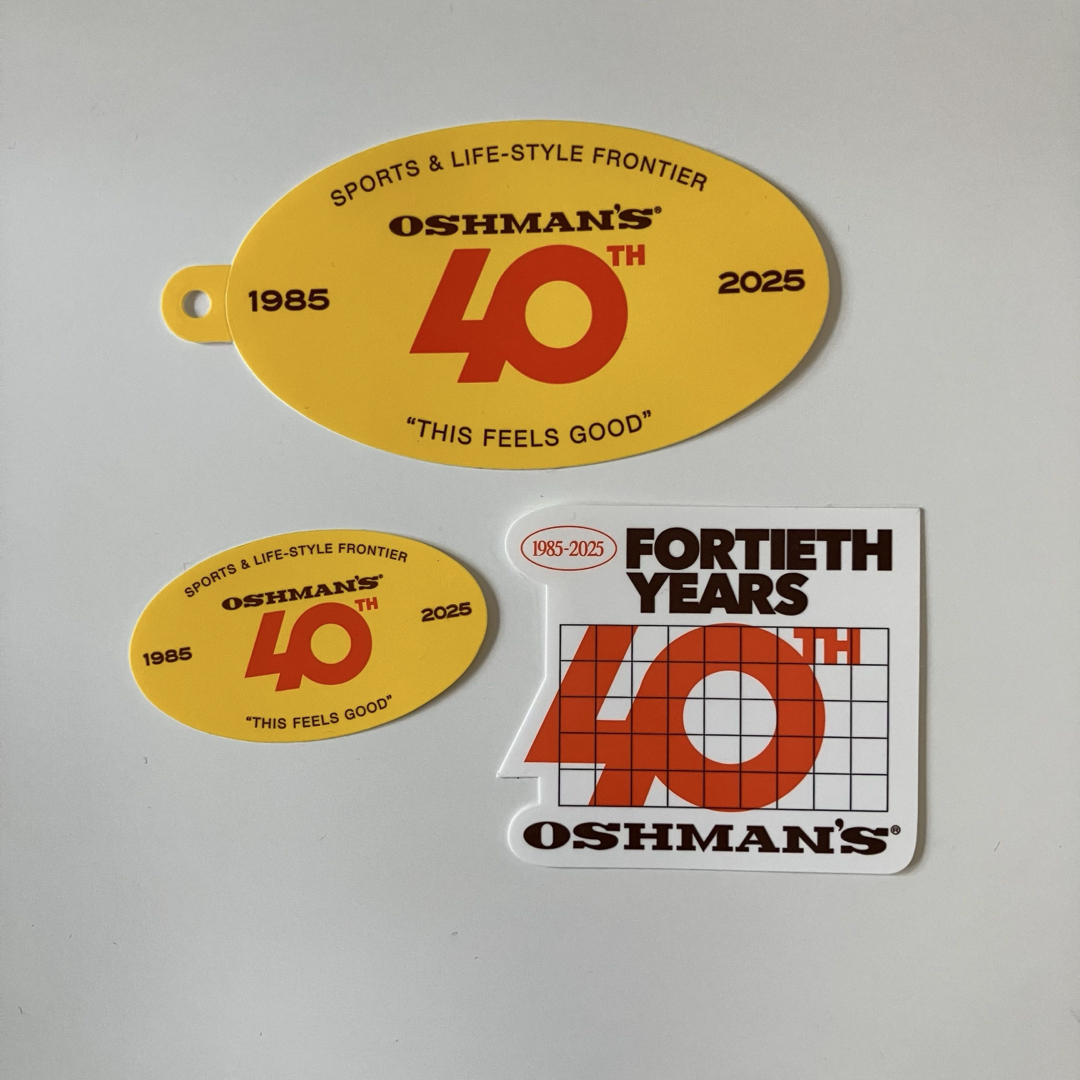 SPORTS & LIFE-STYLE FRONTIER
OSHMAN'S®
40TH
1985
2025
“THIS FEELS GOOD”
SPORTS & LIFE-STYLE FRONTIER
OSHMAN'S®
40TH
1985
2025
“THIS FEELS GOOD”
1985-2025
FORTIETH
YEARS
40TH
OSHMAN'S®